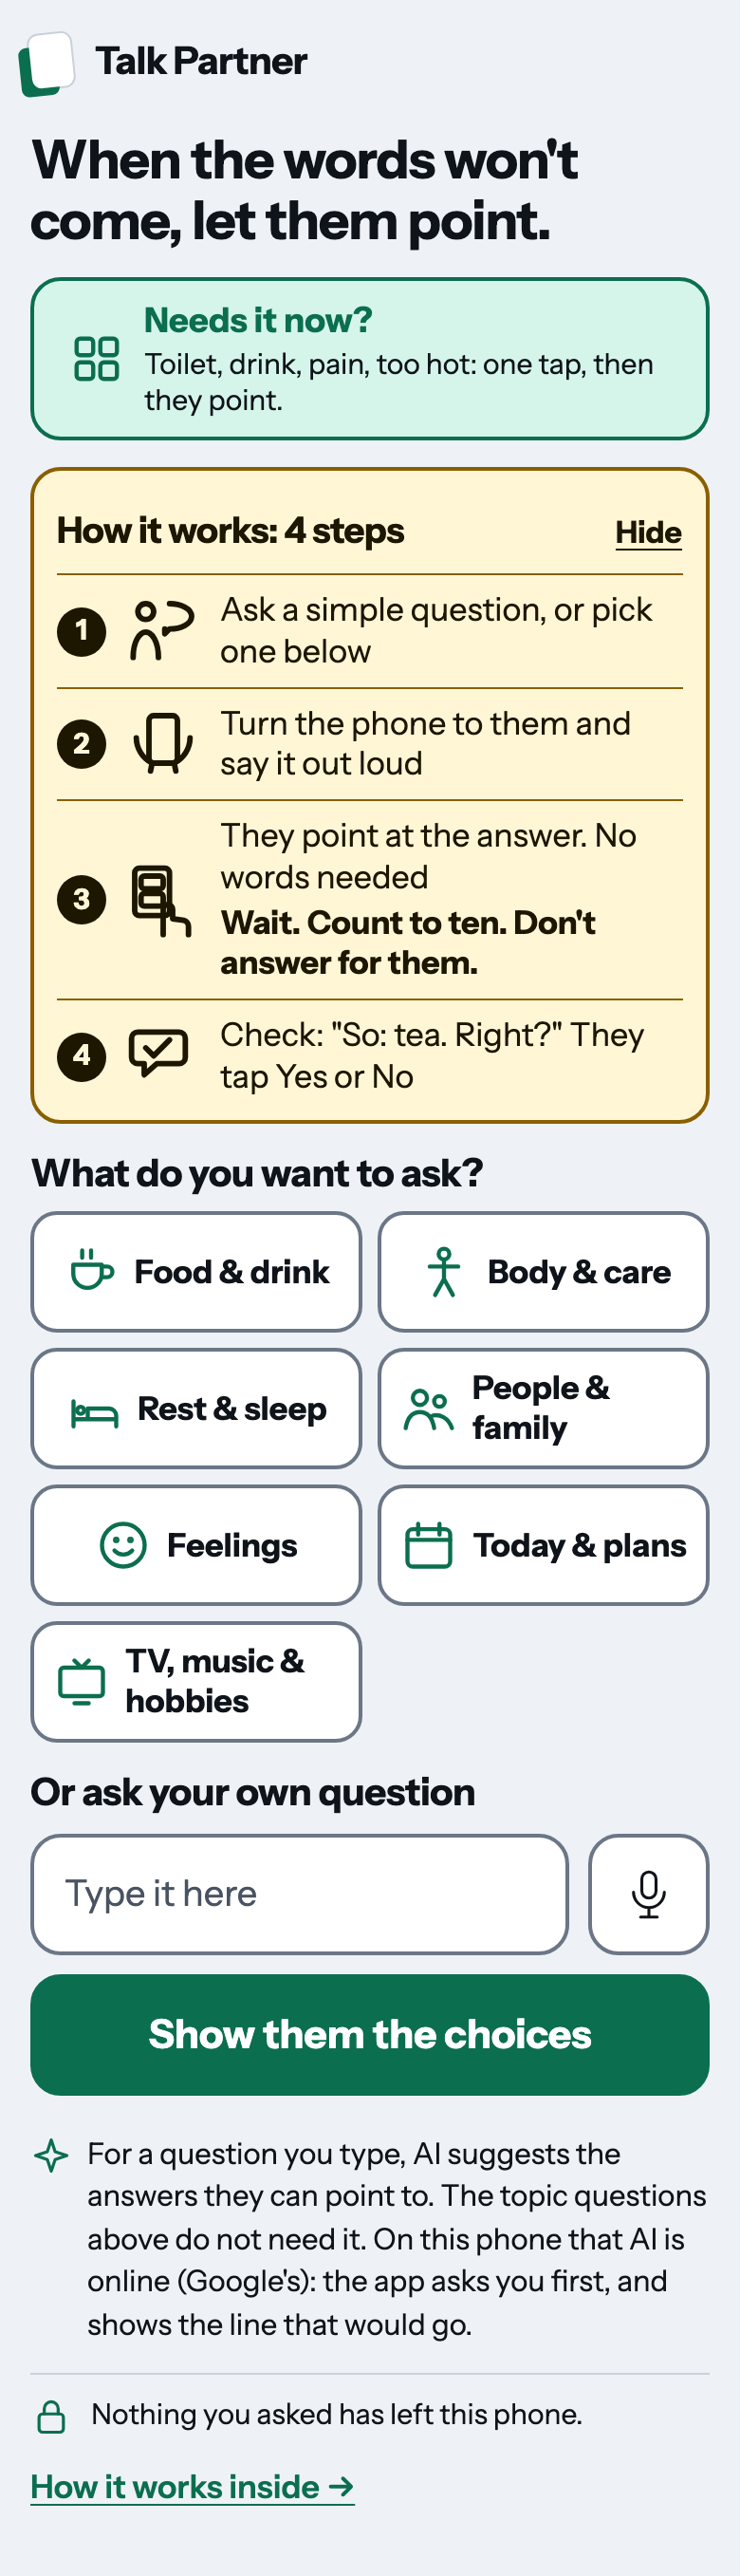 Talk Partner
When the words won't
come, let them point.
Needs it now?
Toilet, drink, pain, too hot: one tap, then
they point.
How it works: 4 steps
Hide
1
Ask a simple question, or pick
one below
2
Turn the phone to them and
say it out loud
3
They point at the answer. No
words needed
Wait. Count to ten. Don't
answer for them.
4
Check: "So: tea. Right?" They
tap Yes or No
What do you want to ask?
Food & drink
Body & care
Rest & sleep
People &
family
Feelings
Today & plans
TV, music &
hobbies
Or ask your own question
Type it here
Show them the choices
For a question you type, AI suggests the
answers they can point to. The topic questions
above do not need it. On this phone that AI is
online (Google's): the app asks you first, and
shows the line that would go.
Nothing you asked has left this phone.
How it works inside →